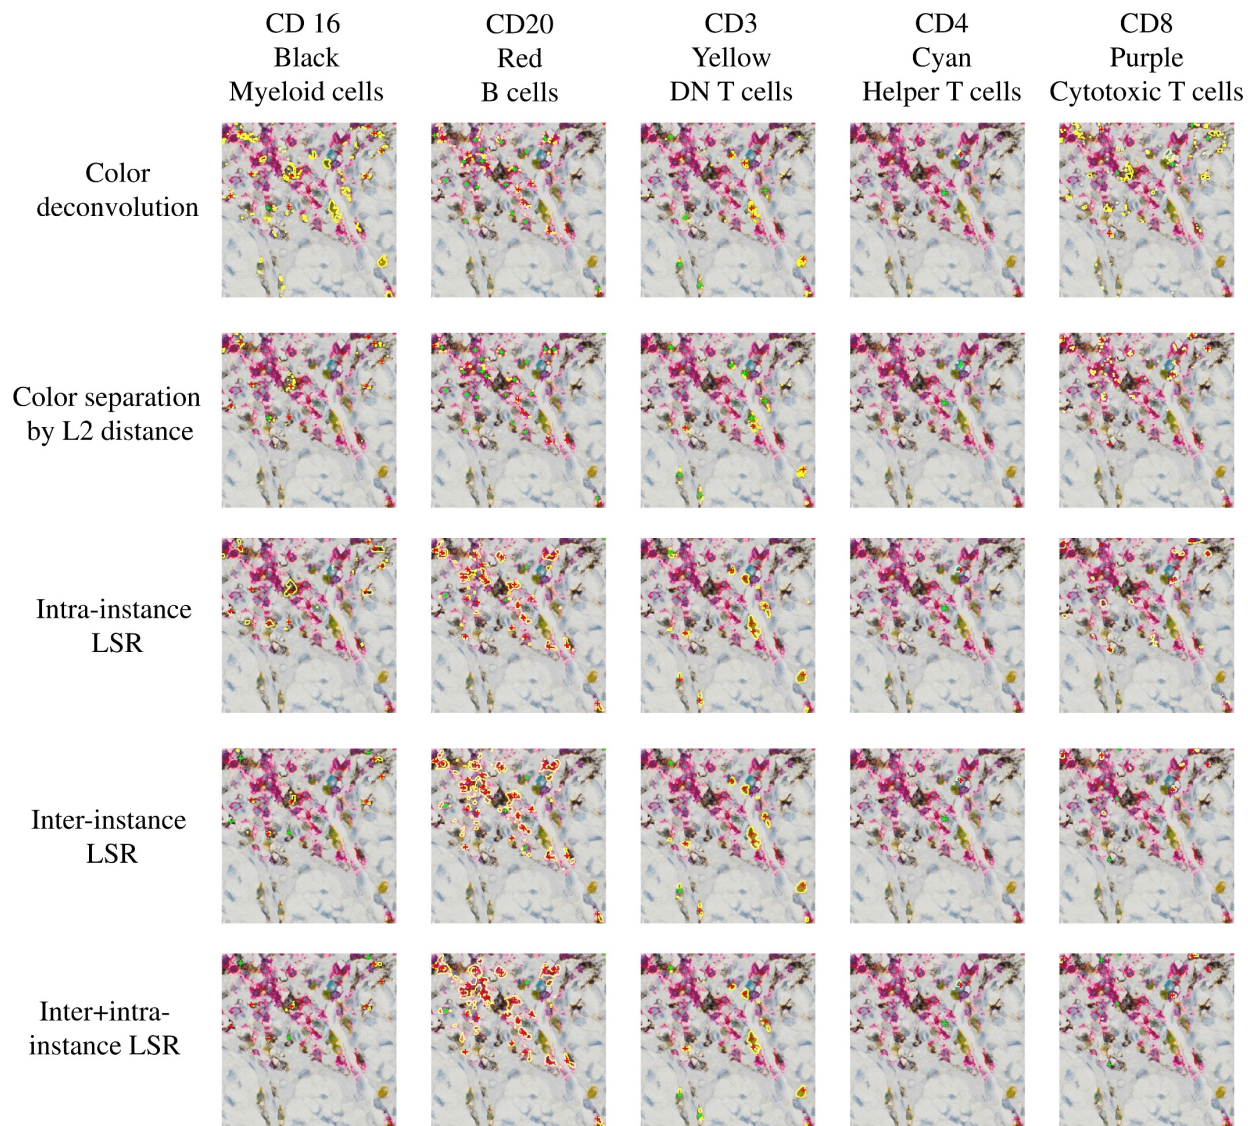 CD 16
Black
Myeloid cells
CD20
Red
B cells
CD3
Yellow
DN T cells
CD4
Cyan
Helper T cells
CD8
Purple
Cytotoxic T cells
Color
deconvolution
Color separation
by L2 distance
Intra-instance
LSR
Inter-instance
LSR
Inter+intra-
instance LSR